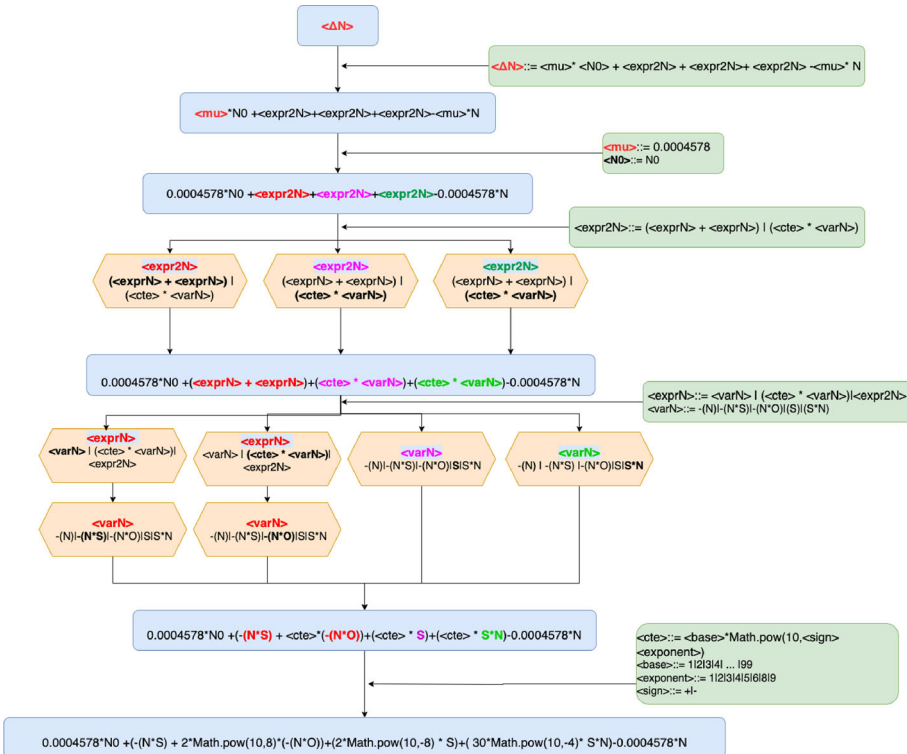 <ΔN>
<ΔN>::= <mu>* <N0> + <expr2N> + <expr2N>+ <expr2N> -<mu>* N
<mu>*N0 +<expr2N>+<expr2N>+<expr2N>-<mu>*N
<mu>::= 0.0004578
<N0>::= N0
0.0004578*N0 +<expr2N>+<expr2N>+<expr2N>-0.0004578*N
<expr2N>::= (<exprN> + <exprN>) | (<cte> * <varN>)
<expr2N>
(<exprN> + <exprN>) |
(<cte> * <varN>)
<expr2N>
(<exprN> + <exprN>) |
(<cte> * <varN>)
<expr2N>
(<exprN> + <exprN>) |
(<cte> * <varN>)
0.0004578*N0 +(<exprN> + <exprN>)+(<cte> * <varN>)+(<cte> * <varN>)-0.0004578*N
<exprN>::= <varN> | (<cte> * <varN>)|<expr2N>
<varN>::= -(N)|-(N*S)|-(N*O)|(S)|(S*N)
<exprN>
<varN> | (<cte> * <varN>)|
<expr2N>
<exprN>
<varN> | (<cte> * <varN>)|
<expr2N>
<varN>
-(N)|-(N*S)|-(N*O)|S|S*N
<varN>
-(N) | -(N*S) |-(N*O)|S|S*N
<varN>
-(N)|-(N*S)|-(N*O)|S|S*N
<varN>
-(N)|-(N*S)|-(N*O)|S|S*N
0.0004578*N0 +(-(N*S) + <cte>*(-(N*O))+(<cte> * S)+(<cte> * S*N)-0.0004578*N
<cte>::= <base>*Math.pow(10,<sign>
<exponent>)
<base>::= 1|2|3|4| ... |99
<exponent>::= 1|2|3|4|5|6|8|9
<sign>::= +|-
0.0004578*N0 +(-(N*S) + 2*Math.pow(10,8)*(-(N*O))+(2*Math.pow(10,-8) * S)+( 30*Math.pow(10,-4)* S*N)-0.0004578*N